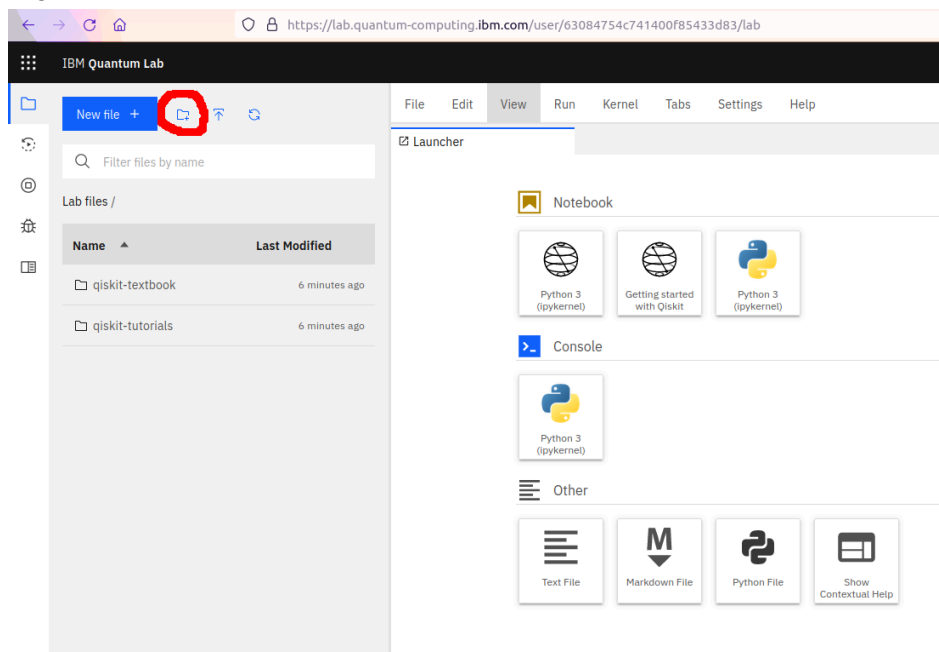 https://lab.quantum-computing.ibm.com/user/63084754c741400f85433d83/lab
IBM Quantum Lab
New file +
File Edit View Run Kernel Tabs Settings Help
Launcher
Filter files by name
Lab files /
Name Last Modified
qiskit-textbook 6 minutes ago
qiskit-tutorials 6 minutes ago
Notebook
Python 3
(ipykernel)
Getting started
with Qiskit
Python 3
(ipykernel)
Console
Python 3
(ipykernel)
Other
Text File
M
Markdown File
Python File
Show
Contextual Help